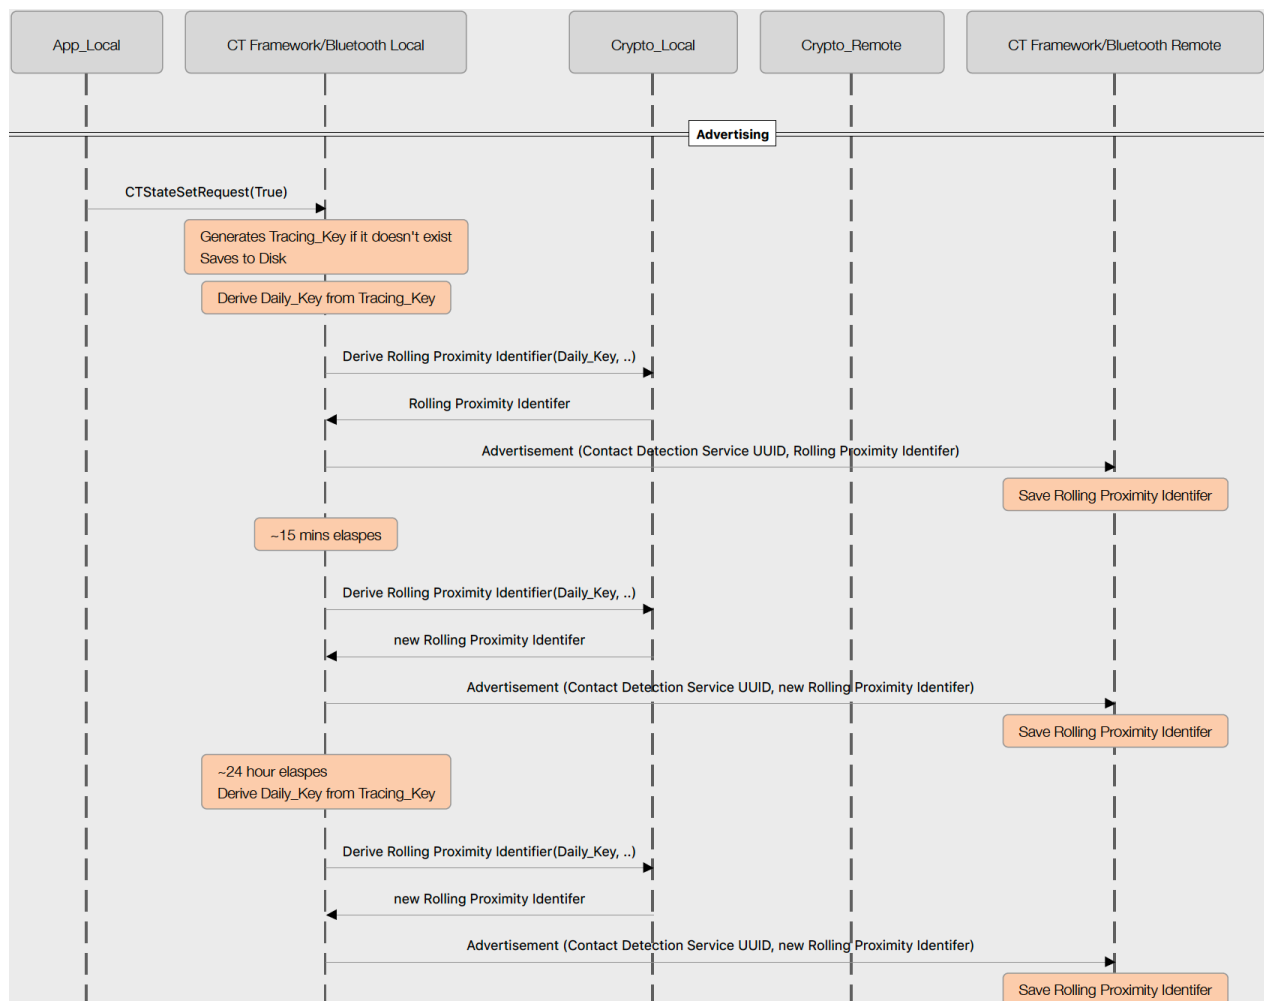 App_Local
CT Framework/Bluetooth Local
Crypto_Local
Crypto_Remote
CT Framework/Bluetooth Remote
Advertising
CTStateSetRequest(True)
Generates Tracing_Key if it doesn't exist
Saves to Disk
Derive Daily_Key from Tracing_Key
Derive Rolling Proximity Identifier(Daily_Key, ..)
Rolling Proximity Identifer
Advertisement (Contact Detection Service UUID, Rolling Proximity Identifer)
Save Rolling Proximity Identifer
~15 mins elaspes
Derive Rolling Proximity Identifier(Daily_Key, ..)
new Rolling Proximity Identifer
Advertisement (Contact Detection Service UUID, new Rolling Proximity Identifer)
Save Rolling Proximity Identifer
~24 hour elaspes
Derive Daily_Key from Tracing_Key
Derive Rolling Proximity Identifier(Daily_Key, ..)
new Rolling Proximity Identifer
Advertisement (Contact Detection Service UUID, new Rolling Proximity Identifer)
Save Rolling Proximity Identifer